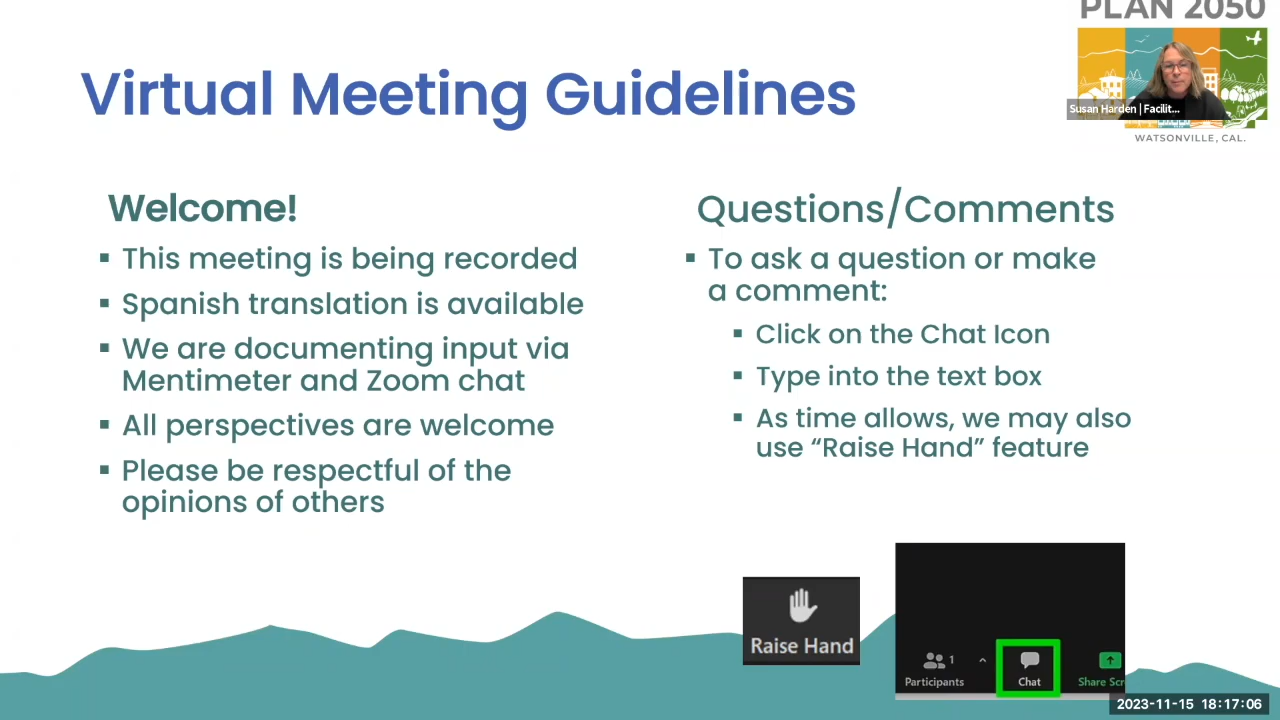 PLAN 2050
Susan Harden | Facilit...
WATSONVILLE, CAL.
Virtual Meeting Guidelines
Welcome!
▪ This meeting is being recorded
▪ Spanish translation is available
▪ We are documenting input via
Mentimeter and Zoom chat
▪ All perspectives are welcome
▪ Please be respectful of the
opinions of others
Questions/Comments
▪ To ask a question or make
a comment:
▪ Click on the Chat Icon
▪ Type into the text box
▪ As time allows, we may also
use “Raise Hand” feature
Raise Hand
1
Participants
Chat
Share Scr
2023-11-15 18:17:06